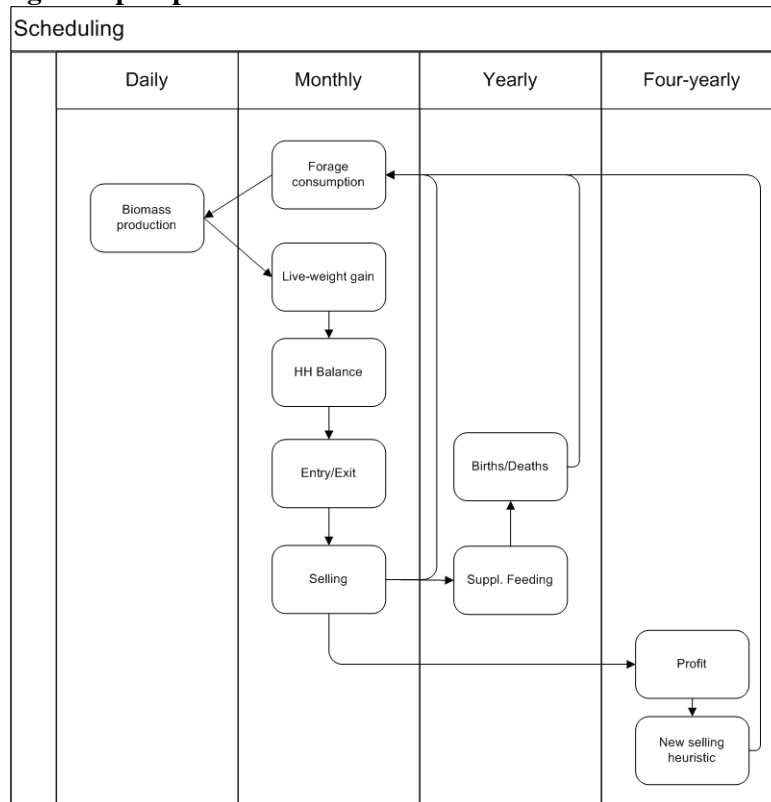 Scheduling
Daily
Monthly
Yearly
Four-yearly
Forage
consumption
Biomass
production
Live-weight gain
HH Balance
Entry/Exit
Births/Deaths
Selling
Suppl. Feeding
Profit
New selling
heuristic